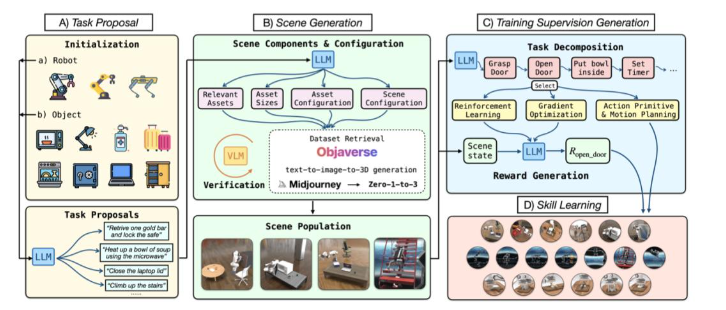 A) Task Proposal
Initialization
a) Robot
b) Object
Task Proposals
LLM
"Retrive one gold bar
and lock the safe"
"Heat up a bowl of soup
using the microwave"
"Close the laptop lid"
"Climb up the stairs"
......
B) Scene Generation
Scene Components & Configuration
LLM
Relevant
Assets
Asset
Sizes
Asset
Configuration
Scene
Configuration
VLM
Verification
Dataset Retrieval
Objaverse
text-to-image-to-3D generation
Midjourney
Zero-1-to-3
Scene Population
C) Training Supervision Generation
Task Decomposition
LLM
Grasp
Door
Open
Door
Put bowl
inside
Set
Timer
...
Select
Reinforcement
Learning
Gradient
Optimization
Action Primitive
& Motion Planning
Scene
state
LLM
Ropen_door
Reward Generation
D) Skill Learning